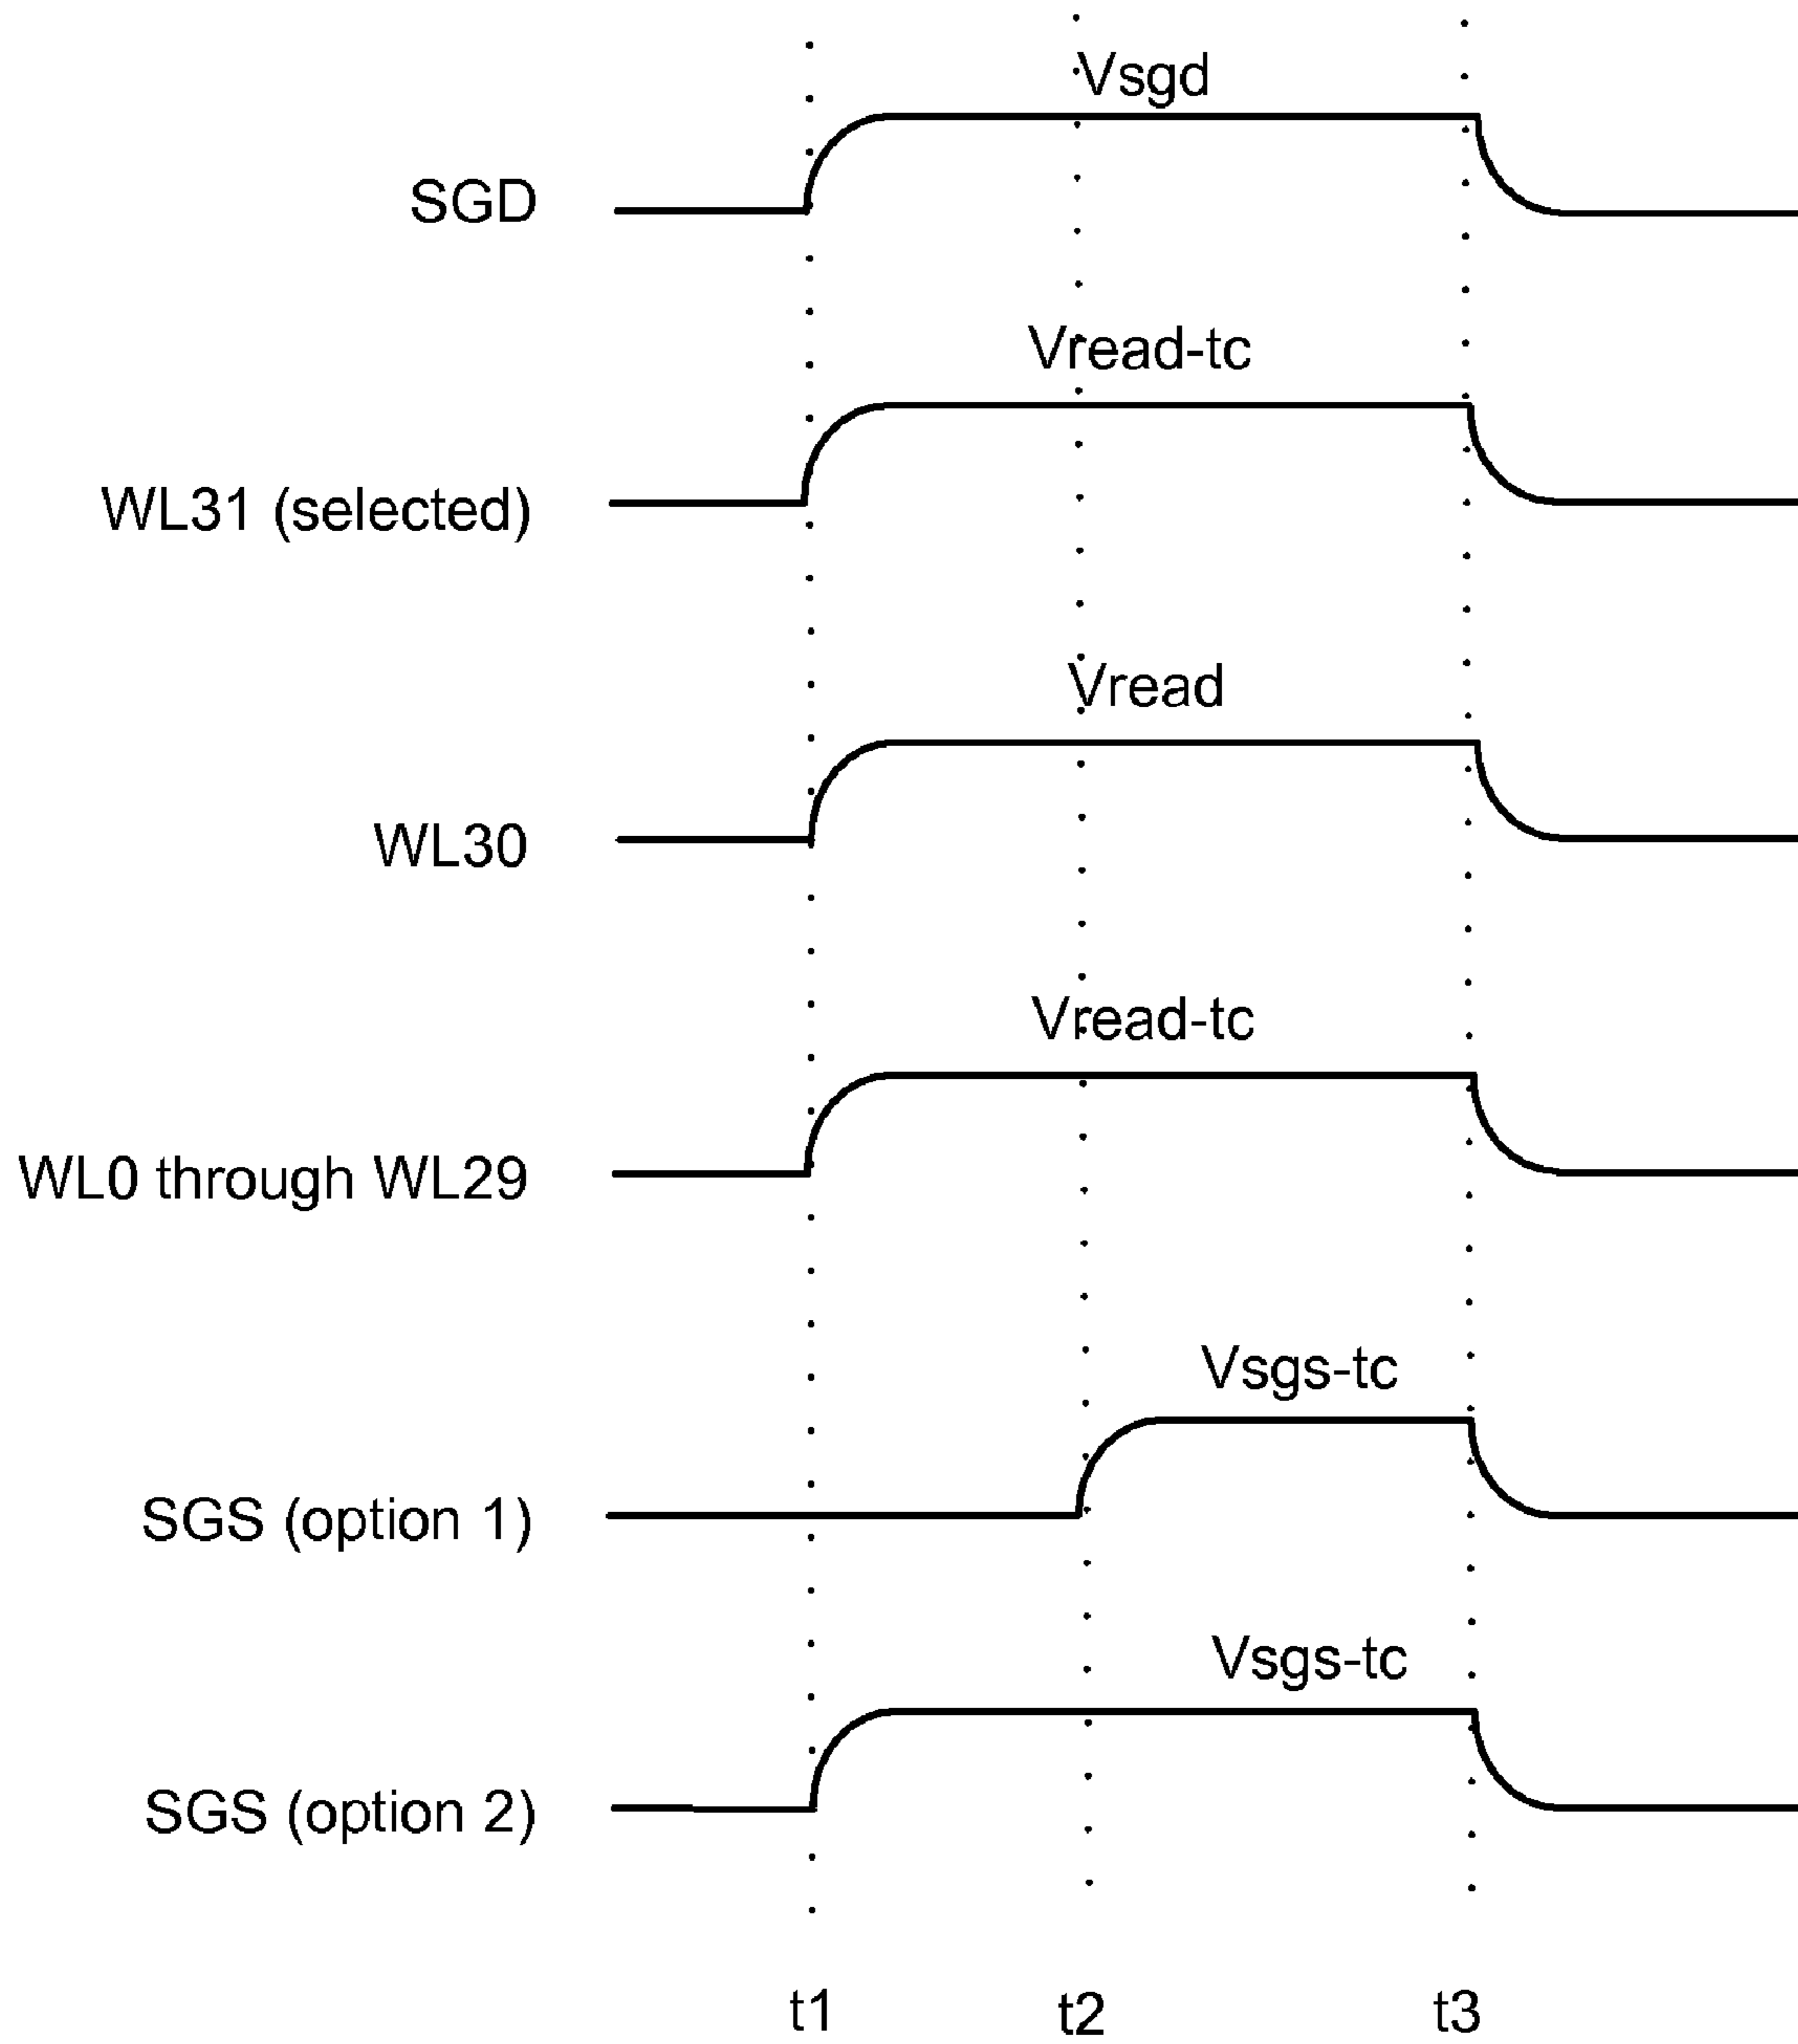 Vsgd
SGD
Vread-tc
WL31 (selected)
Vread
WL30
Vread-tc
WL0 through WL29
Vsgs-tc
SGS (option 1)
Vsgs-tc
SGS (option 2)
t1 t2 t3